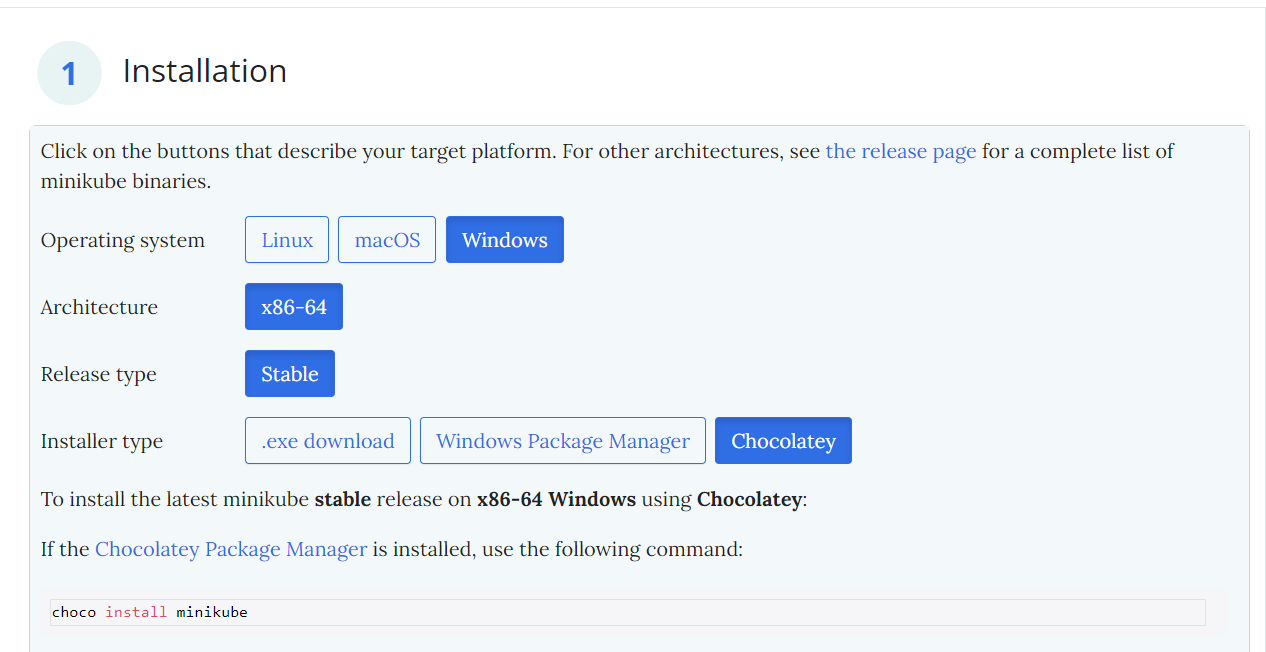 1 Installation
Click on the buttons that describe your target platform. For other architectures, see the release page for a complete list of
minikube binaries.
Operating system Linux macOS Windows
Architecture x86-64
Release type Stable
Installer type .exe download Windows Package Manager Chocolatey
To install the latest minikube stable release on x86-64 Windows using Chocolatey:
If the Chocolatey Package Manager is installed, use the following command:
choco install minikube